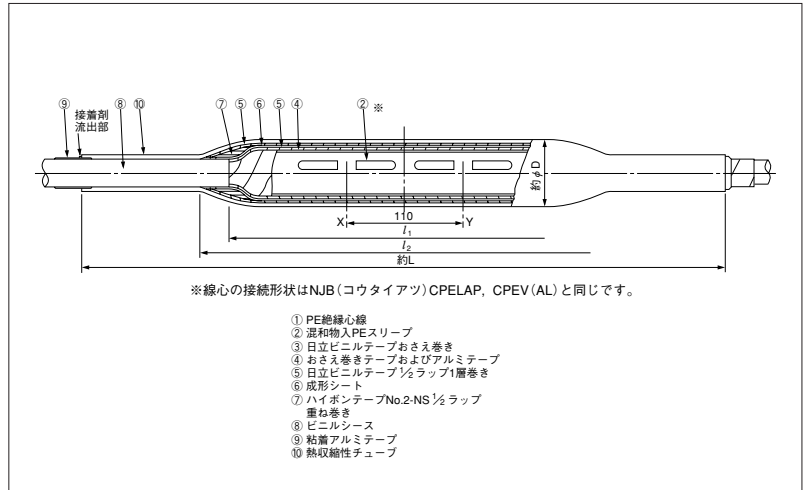 ⑨ ⑧ ⑩ ⑦ ⑤ ⑥ ⑤ ④ ② ※
接着剤
流出部
約φD
X 110 Y
l₁
l₂
約L
※線心の接続形状はNJB(コウタイアツ)CPELAP, CPEV(AL)と同じです。
① PE絶縁心線
② 混和物入PEスリーブ
③ 日立ビニルテープおさえ巻き
④ おさえ巻きテープおよびアルミテープ
⑤ 日立ビニルテープ1/2ラップ1層巻き
⑥ 成形シート
⑦ ハイボンテープNo.2-NS 1/2 ラップ
重ね巻き
⑧ ビニルシース
⑨ 粘着アルミテープ
⑩ 熱収縮性チューブ